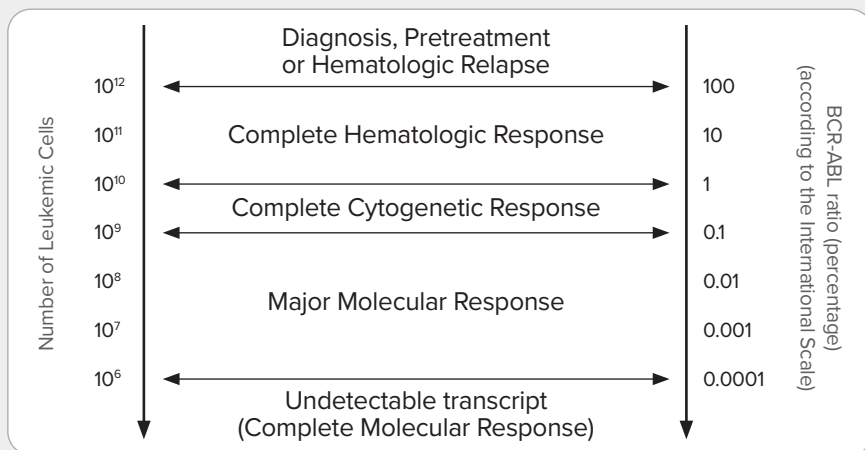 Diagnosis, Pretreatment
or Hematologic Relapse
10¹² 100
10¹¹ Complete Hematologic Response 10
10¹⁰ 1
Complete Cytogenetic Response
10⁹ 0.1
10⁸ 0.01
Major Molecular Response
10⁷ 0.001
10⁶ 0.0001
Undetectable transcript
(Complete Molecular Response)
Number of Leukemic Cells
BCR-ABL ratio (percentage)
(according to the International Scale)